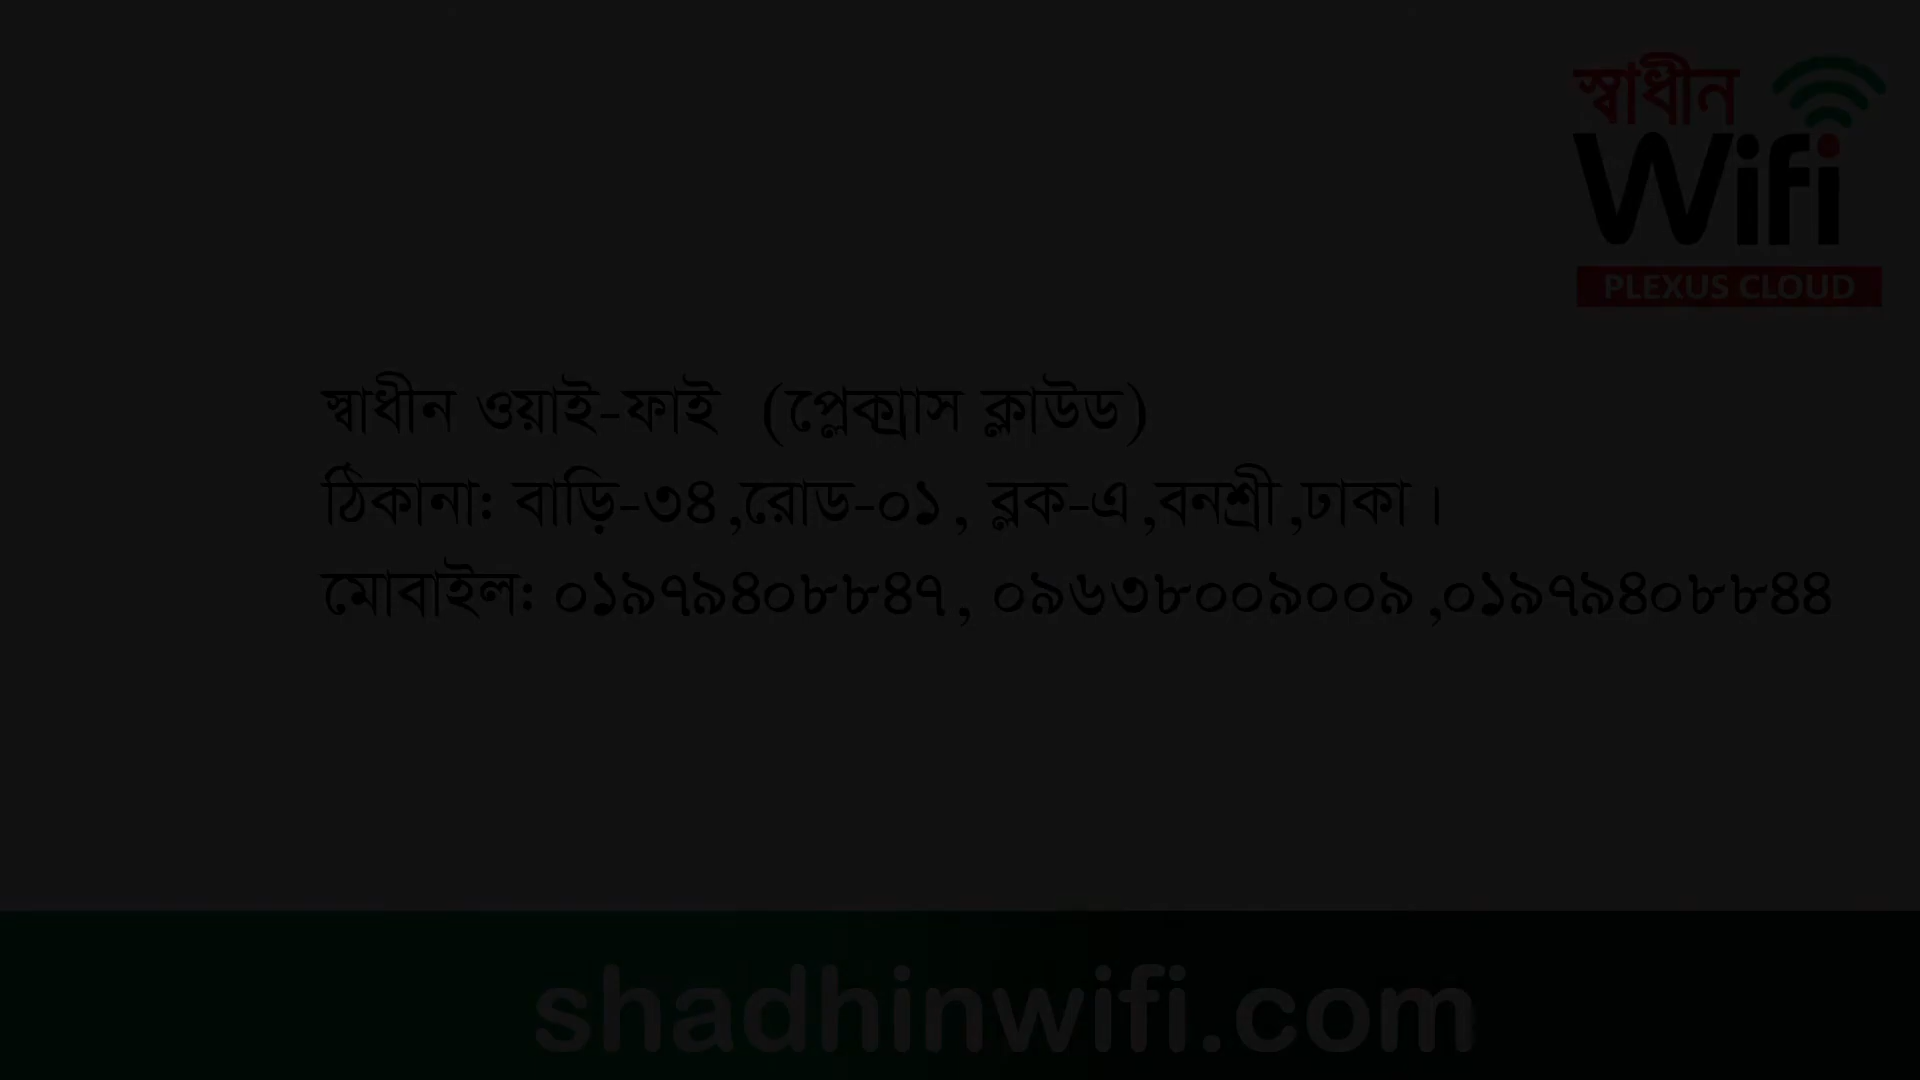 স্বাধীন
Wifi
PLEXUS CLOUD
স্বাধীন ওয়াই-ফাই (প্লেক্সাস ক্লাউড)
ঠিকানাঃ বাড়ি-৩৪ ,রোড-০১ , ব্লক-এ ,বনশ্রী ,ঢাকা ।
মোবাইলঃ ০১৯৭৯৪০৮৮৪৭ , ০৯৬৩৮০০৯০০৯ ,০১৯৭৯৪০৮৮৪৪
shadhinwifi.com